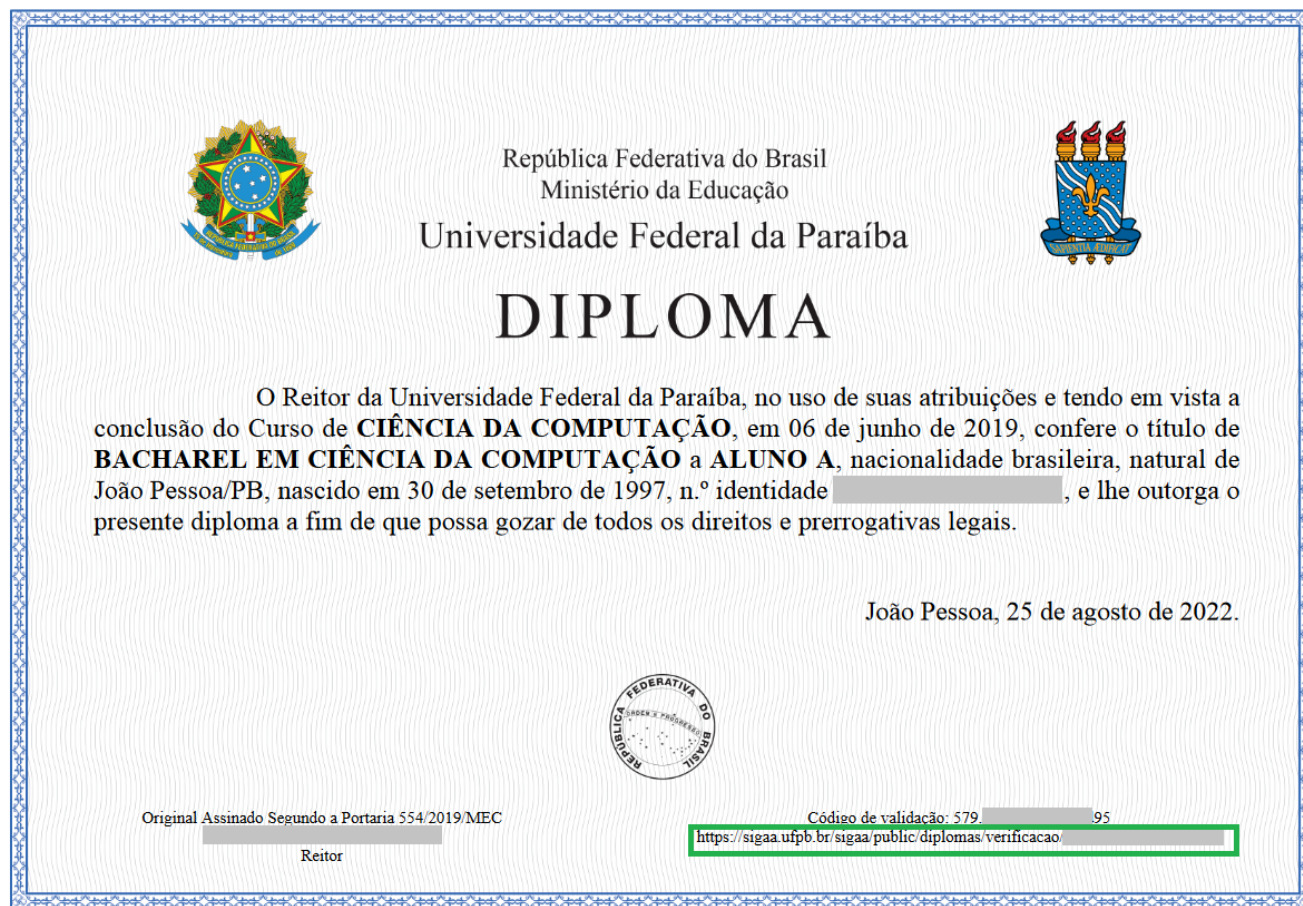 República Federativa do Brasil
Ministério da Educação
Universidade Federal da Paraíba
SAPIENTIA ÆDIFICAT
DIPLOMA
O Reitor da Universidade Federal da Paraíba, no uso de suas atribuições e tendo em vista a
conclusão do Curso de CIÊNCIA DA COMPUTAÇÃO, em 06 de junho de 2019, confere o título de
BACHAREL EM CIÊNCIA DA COMPUTAÇÃO a ALUNO A, nacionalidade brasileira, natural de
João Pessoa/PB, nascido em 30 de setembro de 1997, n.º identidade , e lhe outorga o
presente diploma a fim de que possa gozar de todos os direitos e prerrogativas legais.
João Pessoa, 25 de agosto de 2022.
REPÚBLICA FEDERATIVA DO BRASIL
ORDEM E PROGRESSO
Original Assinado Segundo a Portaria 554/2019/MEC
Reitor
Código de validação: 579. .95
https://sigaa.ufpb.br/sigaa/public/diplomas/verificacao/